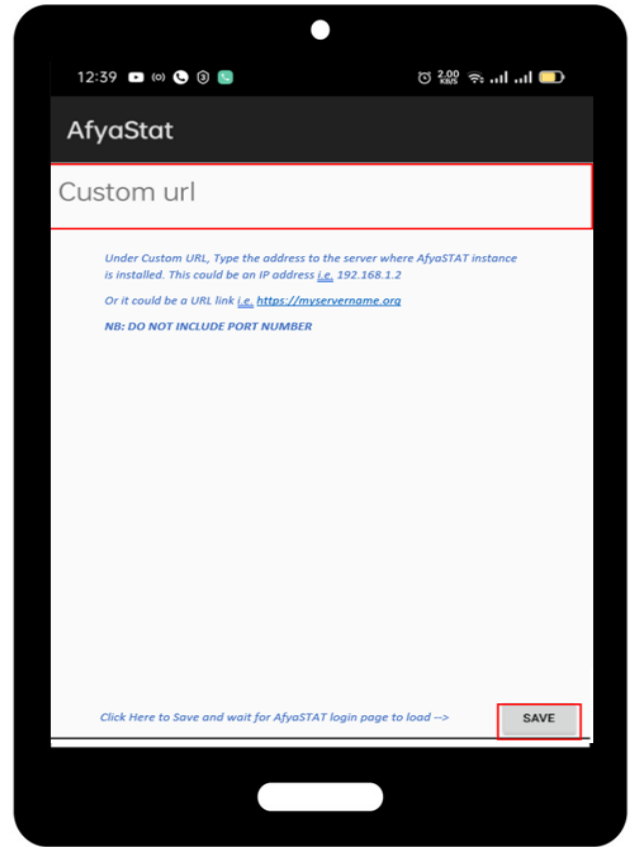 12:39 2.00 KB/S
AfyaStat
Custom url
Under Custom URL, Type the address to the server where AfyaSTAT instance
is installed. This could be an IP address i.e. 192.168.1.2
Or it could be a URL link i.e. https://myservername.org
NB: DO NOT INCLUDE PORT NUMBER
Click Here to Save and wait for AfyaSTAT login page to load -->
SAVE